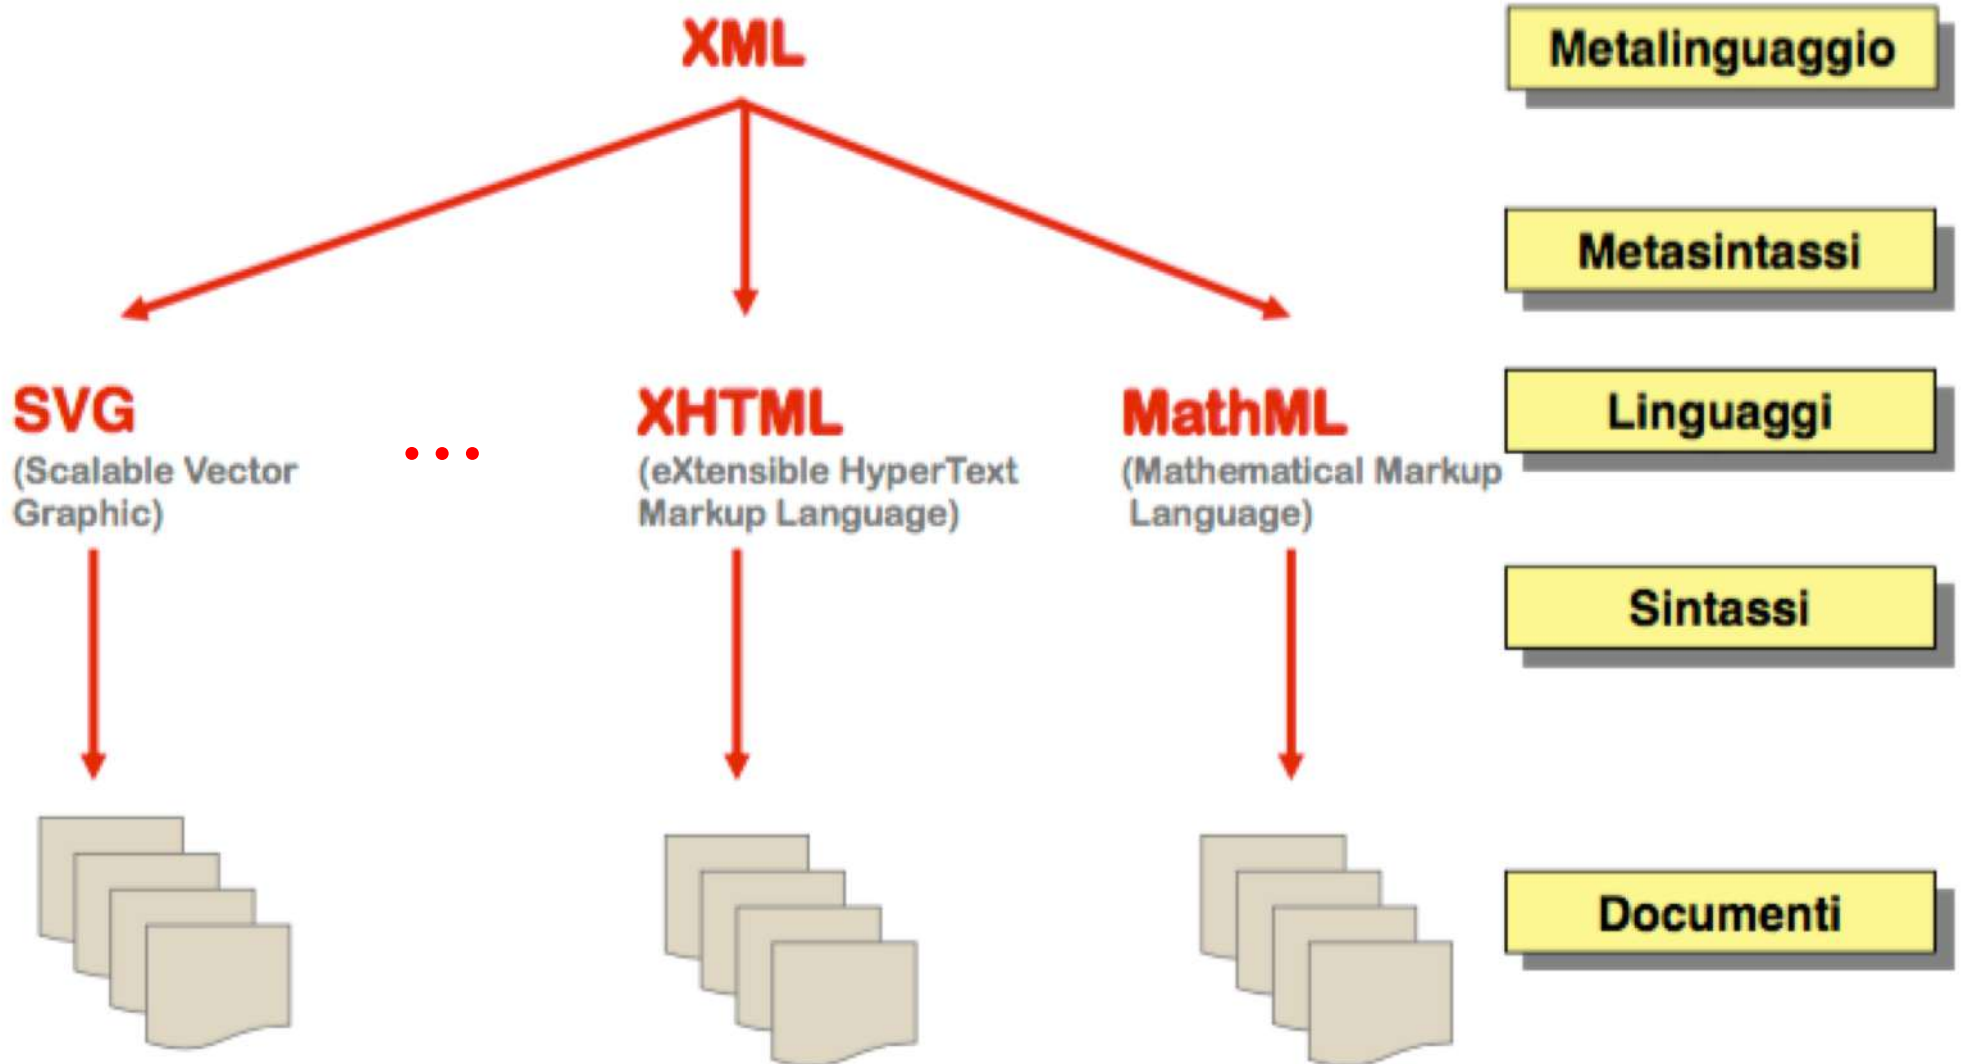 XML
Metalinguaggio
Metasintassi
SVG
(Scalable Vector
Graphic)
...
XHTML
(eXtensible HyperText
Markup Language)
MathML
(Mathematical Markup
Language)
Linguaggi
Sintassi
Documenti